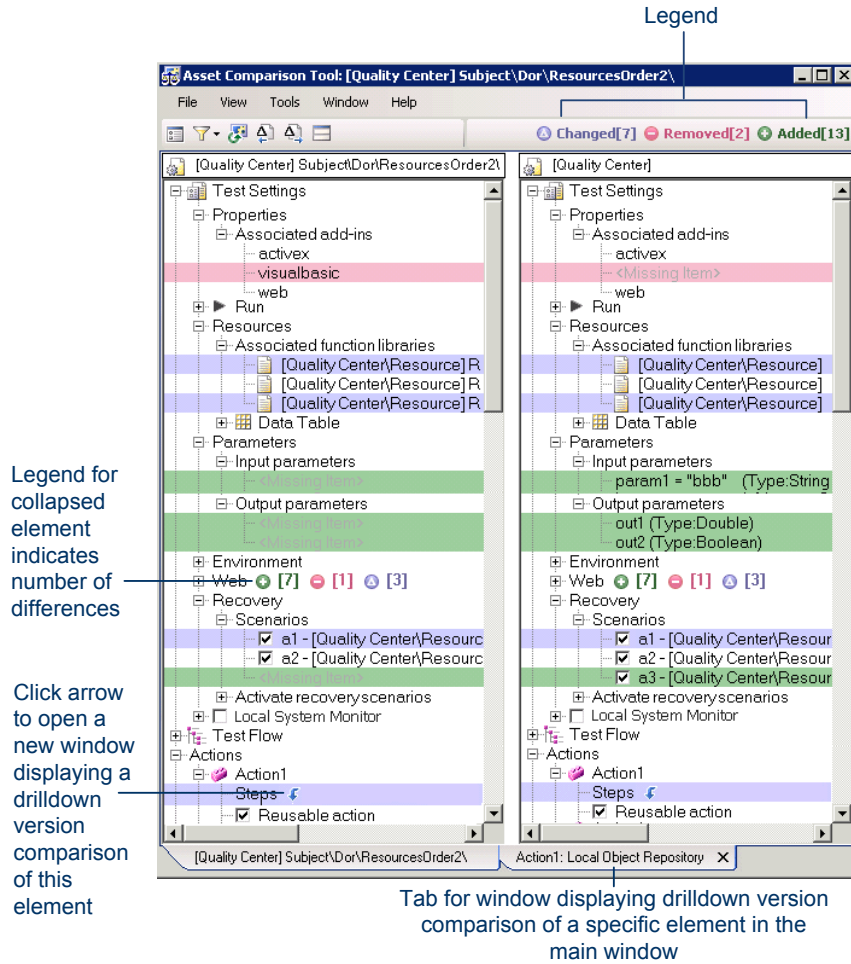 Legend
Asset Comparison Tool: [Quality Center] Subject\Dor\ResourcesOrder2\
File View Tools Window Help
Changed[7] Removed[2] Added[13]
[Quality Center] Subject\Dor\ResourcesOrder2\
Test Settings
Properties
Associated add-ins
activex
visualbasic
web
Run
Resources
Associated function libraries
[Quality Center\Resource] R
[Quality Center\Resource] R
[Quality Center\Resource] R
Data Table
Parameters
Input parameters
<Missing Item>
Output parameters
<Missing Item>
<Missing Item>
Environment
Web [7] [1] [3]
Recovery
Scenarios
a1 - [Quality Center\Resourc
a2 - [Quality Center\Resourc
<Missing Item>
Activate recovery scenarios
Local System Monitor
Test Flow
Actions
Action1
Steps
Reusable action
[Quality Center]
Test Settings
Properties
Associated add-ins
activex
<Missing Item>
web
Run
Resources
Associated function libraries
[Quality Center\Resource]
[Quality Center\Resource]
[Quality Center\Resource]
Data Table
Parameters
Input parameters
param1 = "bbb" (Type:String
Output parameters
out1 (Type:Double)
out2 (Type:Boolean)
Environment
Web [7] [1] [3]
Recovery
Scenarios
a1 - [Quality Center\Resour
a2 - [Quality Center\Resour
a3 - [Quality Center\Resour
Activate recovery scenarios
Local System Monitor
Test Flow
Actions
Action1
Steps
Reusable action
[Quality Center] Subject\Dor\ResourcesOrder2\
Action1: Local Object Repository X
Legend for
collapsed
element
indicates
number of
differences
Click arrow
to open a
new window
displaying a
drilldown
version
comparison
of this
element
Tab for window displaying drilldown version
comparison of a specific element in the
main window